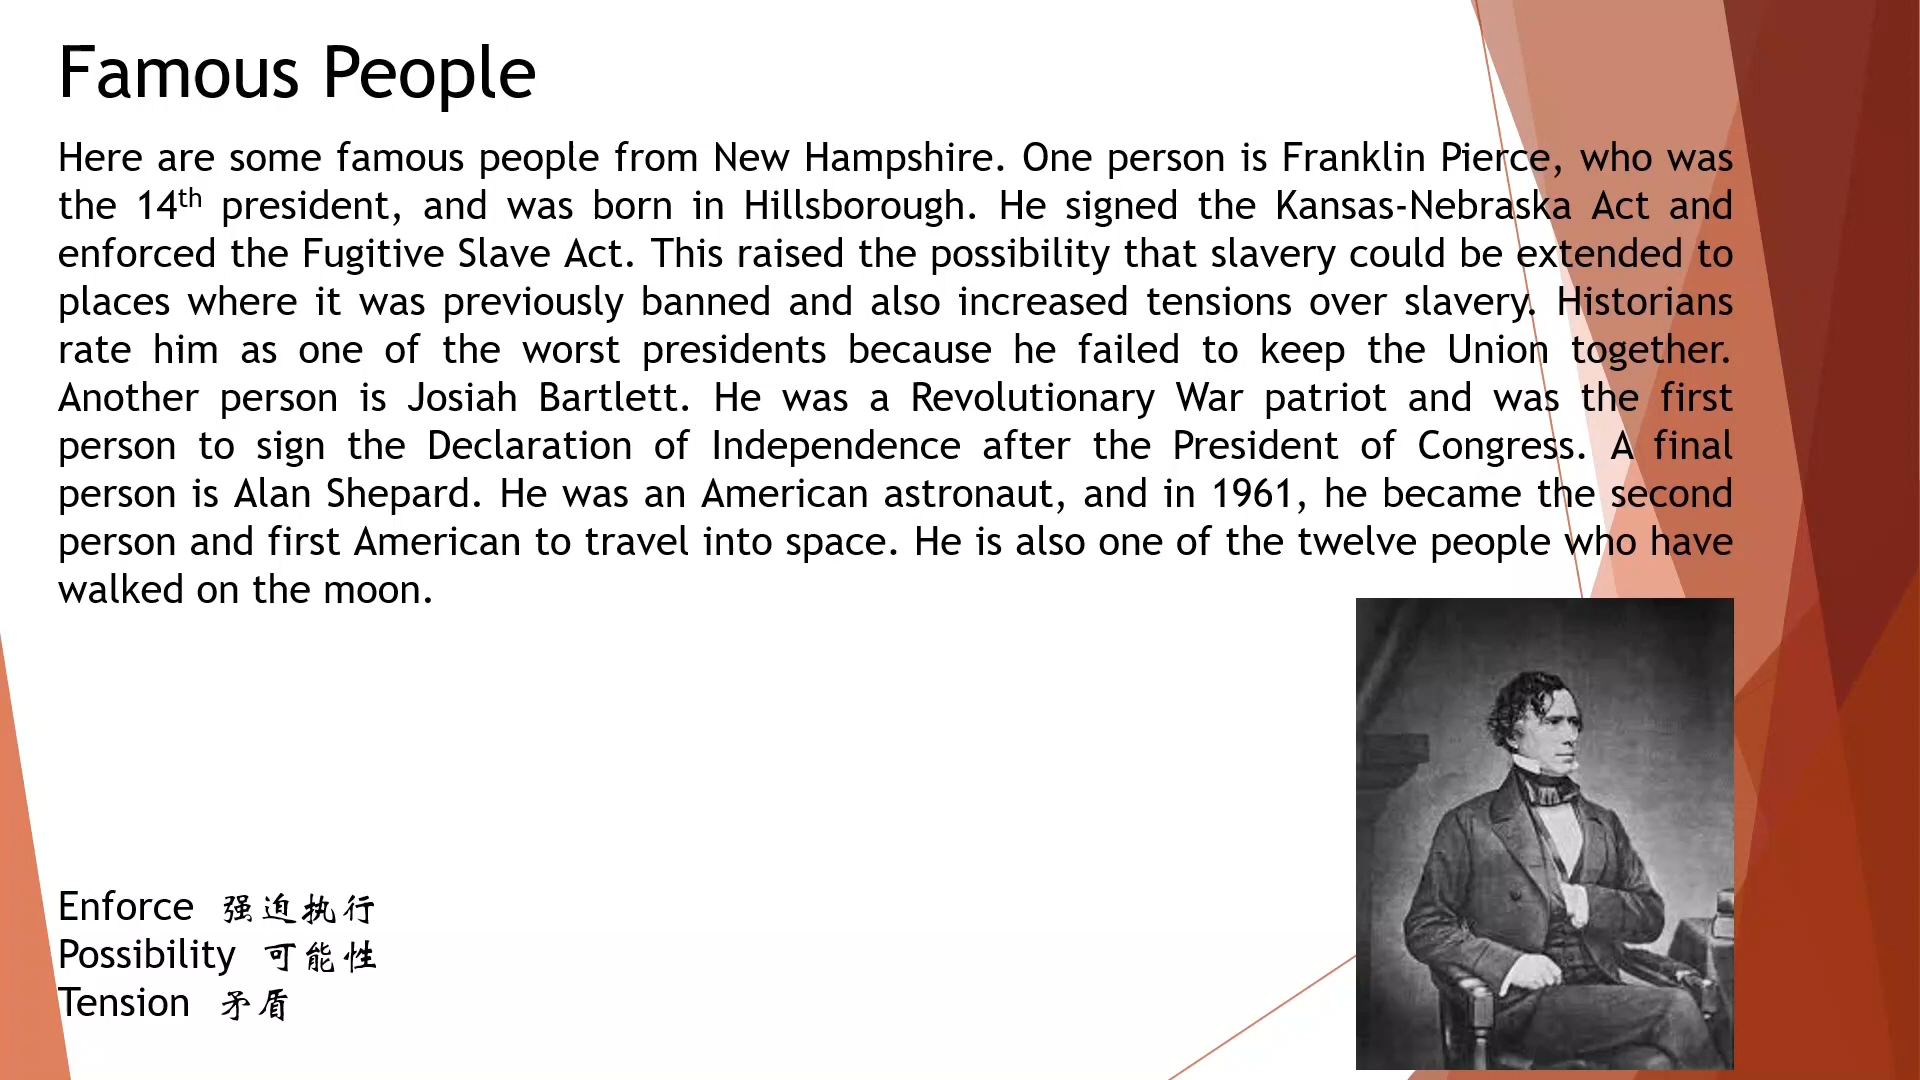 Famous People
Here are some famous people from New Hampshire. One person is Franklin Pierce, who was
the 14th president, and was born in Hillsborough. He signed the Kansas-Nebraska Act and
enforced the Fugitive Slave Act. This raised the possibility that slavery could be extended to
places where it was previously banned and also increased tensions over slavery. Historians
rate him as one of the worst presidents because he failed to keep the Union together.
Another person is Josiah Bartlett. He was a Revolutionary War patriot and was the first
person to sign the Declaration of Independence after the President of Congress. A final
person is Alan Shepard. He was an American astronaut, and in 1961, he became the second
person and first American to travel into space. He is also one of the twelve people who have
walked on the moon.
Enforce 强迫执行
Possibility 可能性
Tension 矛盾